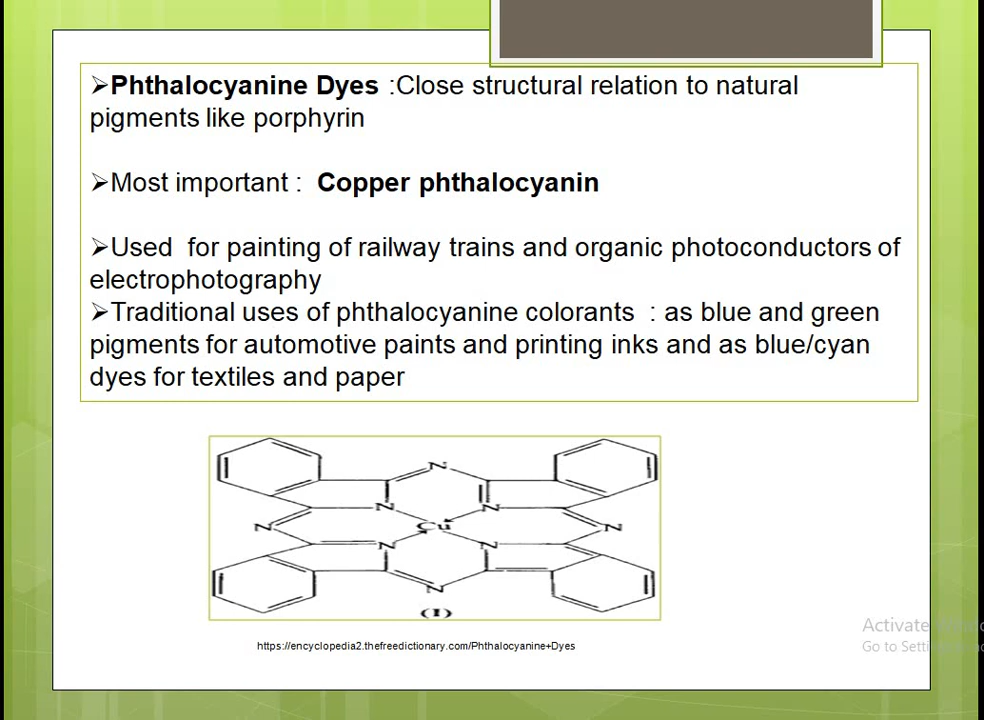 ➢Phthalocyanine Dyes :Close structural relation to natural
pigments like porphyrin
➢Most important : Copper phthalocyanin
➢Used for painting of railway trains and organic photoconductors of
electrophotography
➢Traditional uses of phthalocyanine colorants : as blue and green
pigments for automotive paints and printing inks and as blue/cyan
dyes for textiles and paper
N
N N
N Cu N
N N
N
(I)
https://encyclopedia2.thefreedictionary.com/Phthalocyanine+Dyes
Activate
Go to